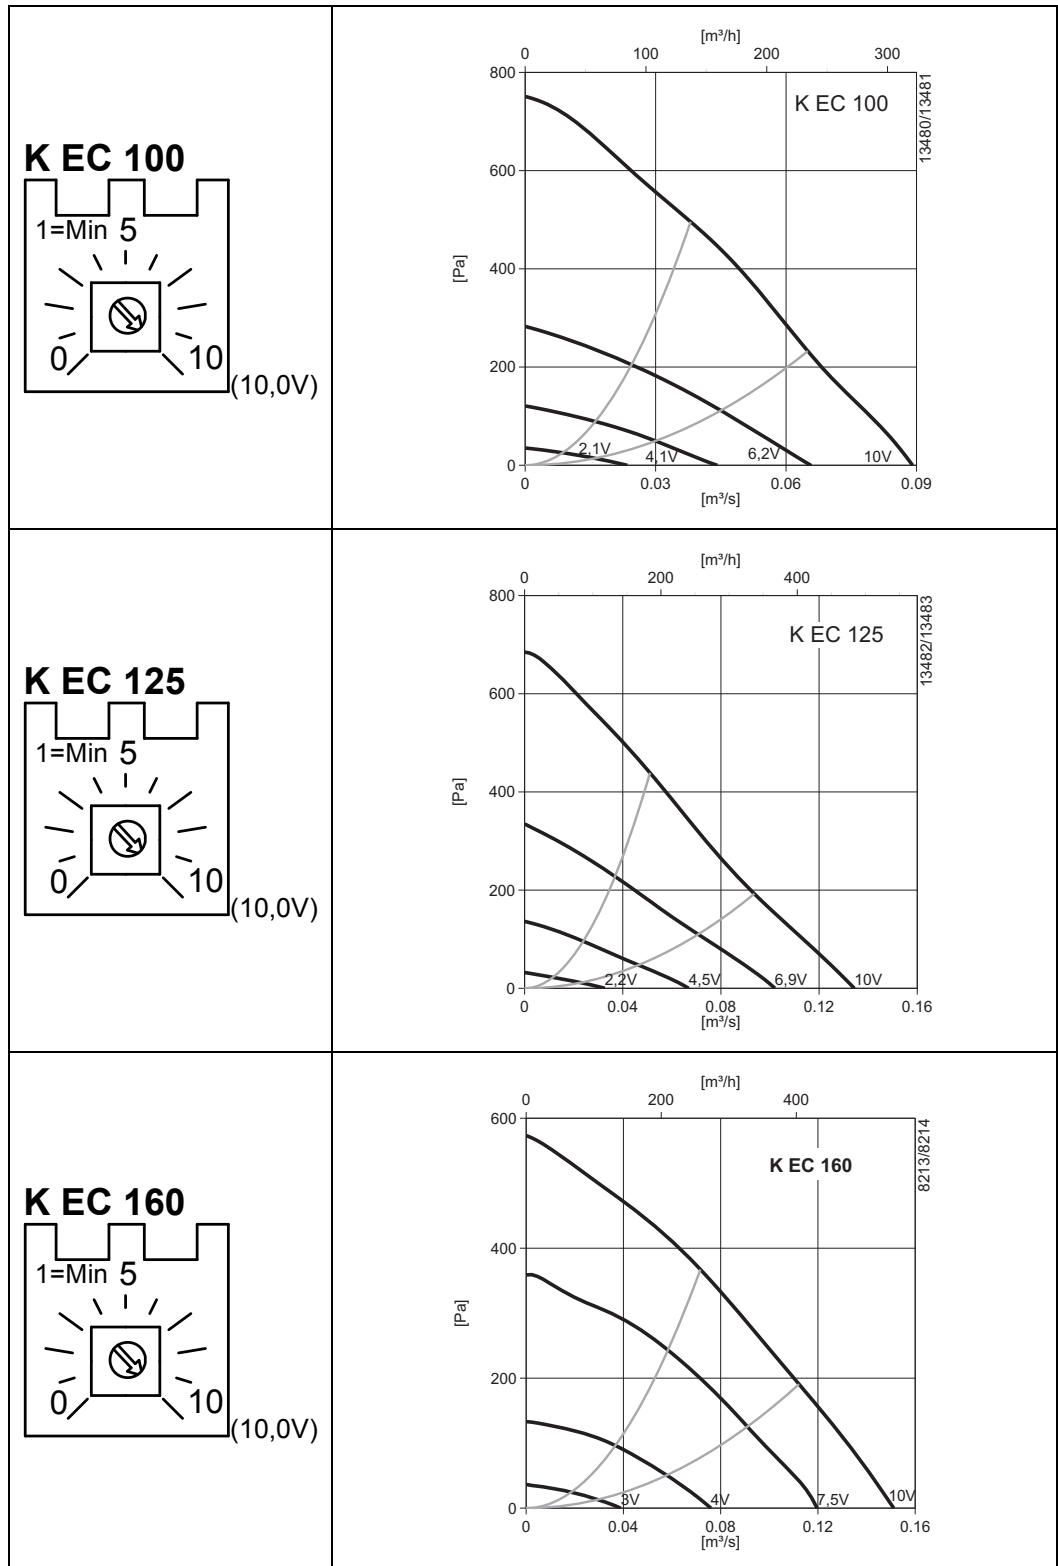 K EC 100
1=Min 5
0 10
(10,0V)
[m³/h]
0 100 200 300
800
600
400
200
0
[Pa]
K EC 100
13480/13481
2,1V 4,1V 6,2V 10V
0 0.03 0.06 0.09
[m³/s]
K EC 125
1=Min 5
0 10
(10,0V)
[m³/h]
0 200 400
800
600
400
200
0
[Pa]
K EC 125
13482/13483
2,2V 4,5V 6,9V 10V
0 0.04 0.08 0.12 0.16
[m³/s]
K EC 160
1=Min 5
0 10
(10,0V)
[m³/h]
0 200 400
600
400
200
0
[Pa]
K EC 160
8213/8214
3V 4V 7,5V 10V
0 0.04 0.08 0.12 0.16
[m³/s]